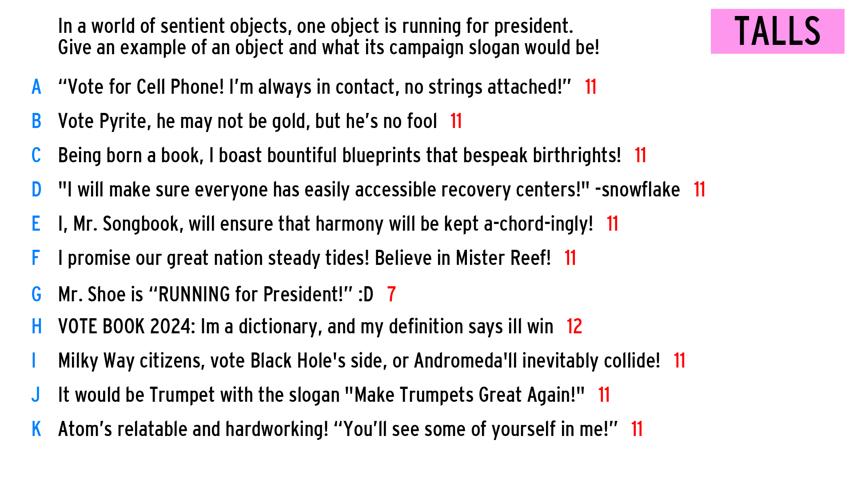 In a world of sentient objects, one object is running for president.
Give an example of an object and what its campaign slogan would be!
TALLS
A “Vote for Cell Phone! I’m always in contact, no strings attached!” 11
B Vote Pyrite, he may not be gold, but he’s no fool 11
C Being born a book, I boast bountiful blueprints that bespeak birthrights! 11
D "I will make sure everyone has easily accessible recovery centers!" -snowflake 11
E I, Mr. Songbook, will ensure that harmony will be kept a-chord-ingly! 11
F I promise our great nation steady tides! Believe in Mister Reef! 11
G Mr. Shoe is “RUNNING for President!” :D 7
H VOTE BOOK 2024: Im a dictionary, and my definition says ill win 12
I Milky Way citizens, vote Black Hole's side, or Andromeda'll inevitably collide! 11
J It would be Trumpet with the slogan "Make Trumpets Great Again!" 11
K Atom’s relatable and hardworking! “You’ll see some of yourself in me!” 11